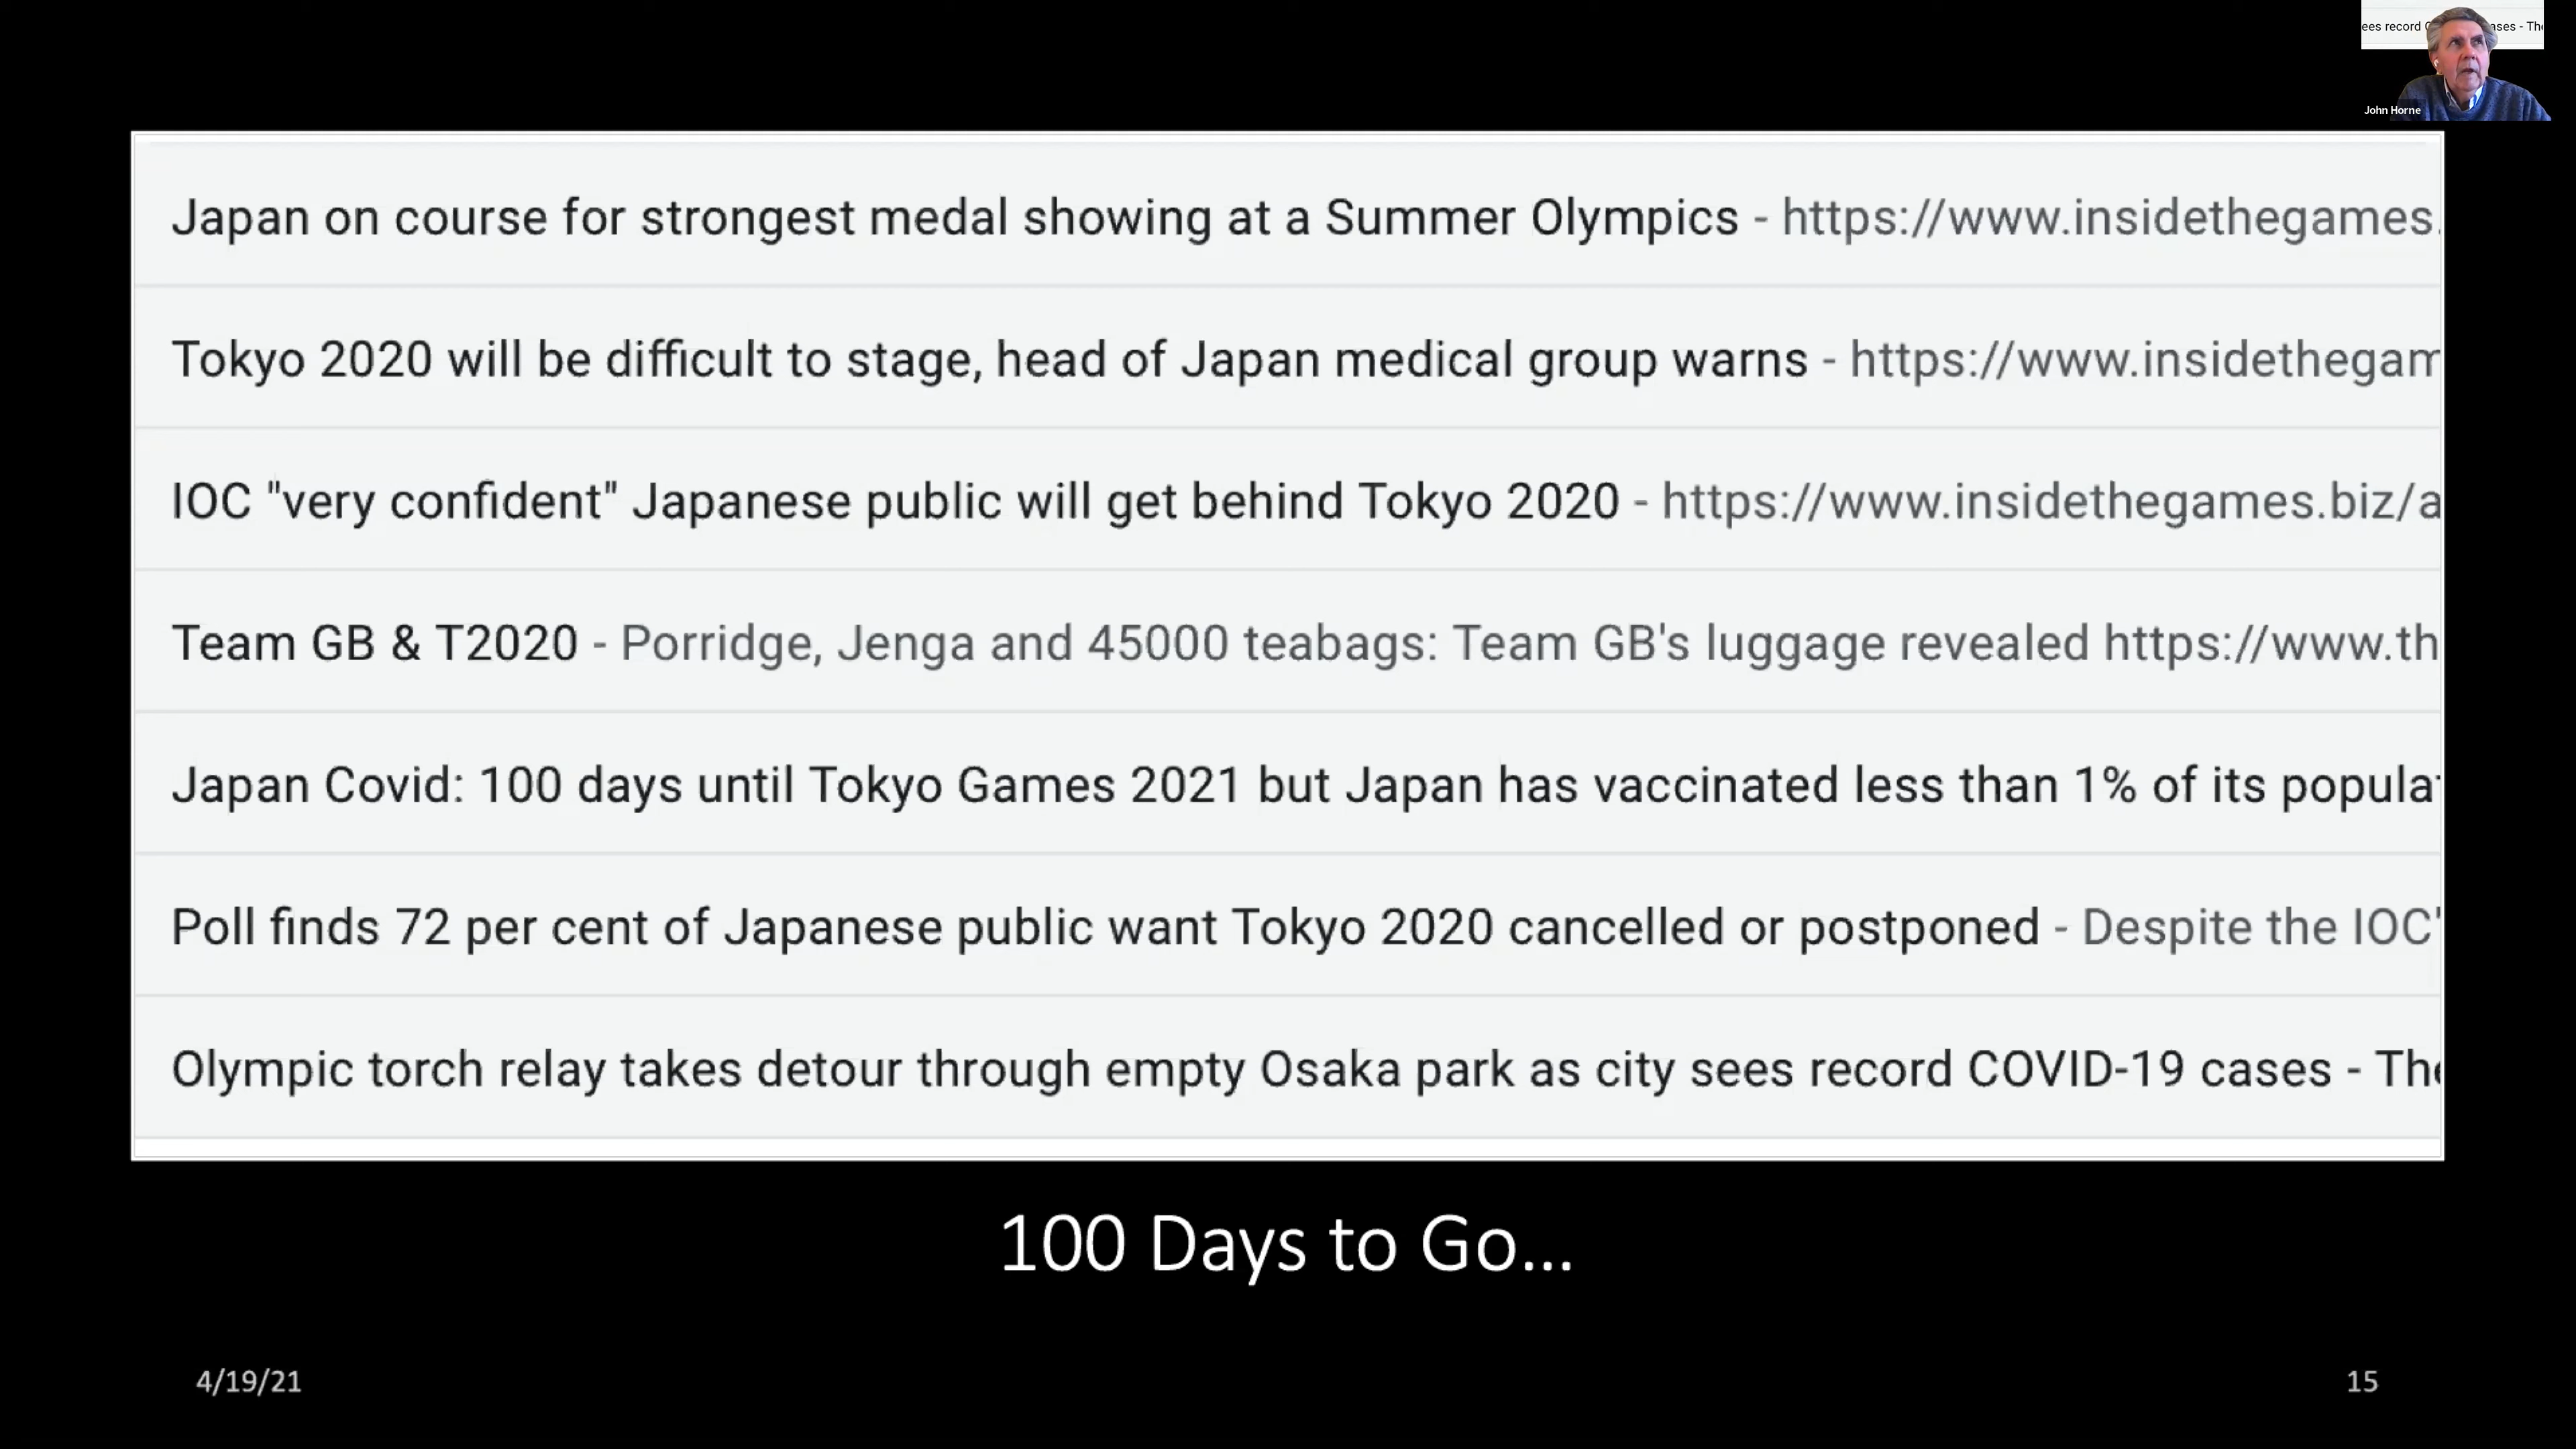 ees record
ases - Th
John Horne
Japan on course for strongest medal showing at a Summer Olympics - https://www.insidethegames.
Tokyo 2020 will be difficult to stage, head of Japan medical group warns - https://www.insidethegam
IOC "very confident" Japanese public will get behind Tokyo 2020 - https://www.insidethegames.biz/a
Team GB & T2020 - Porridge, Jenga and 45000 teabags: Team GB's luggage revealed https://www.th
Japan Covid: 100 days until Tokyo Games 2021 but Japan has vaccinated less than 1% of its popula
Poll finds 72 per cent of Japanese public want Tokyo 2020 cancelled or postponed - Despite the IOC'
Olympic torch relay takes detour through empty Osaka park as city sees record COVID-19 cases - The
100 Days to Go...
4/19/21
15